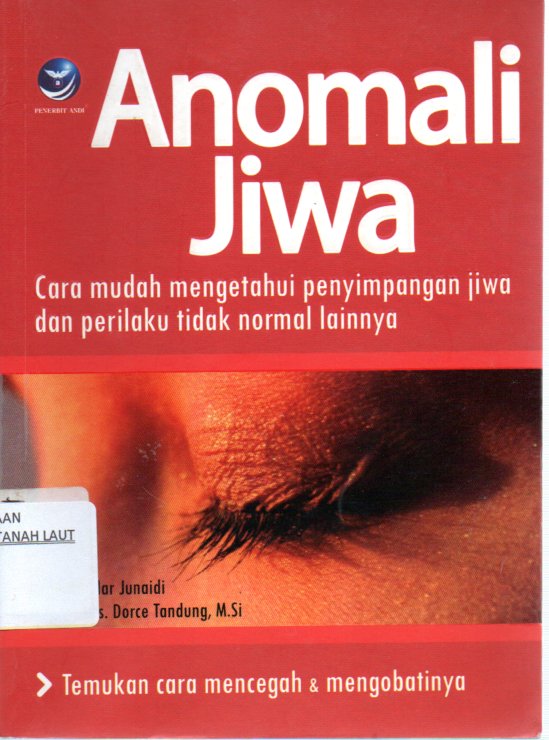 PENERBIT ANDI
Anomali
Jiwa
Cara mudah mengetahui penyimpangan jiwa
dan perilaku tidak normal lainnya
AAN
TANAH LAUT
Junaidi
Dorce Tandung, M.Si
Temukan cara mencegah & mengobatinya